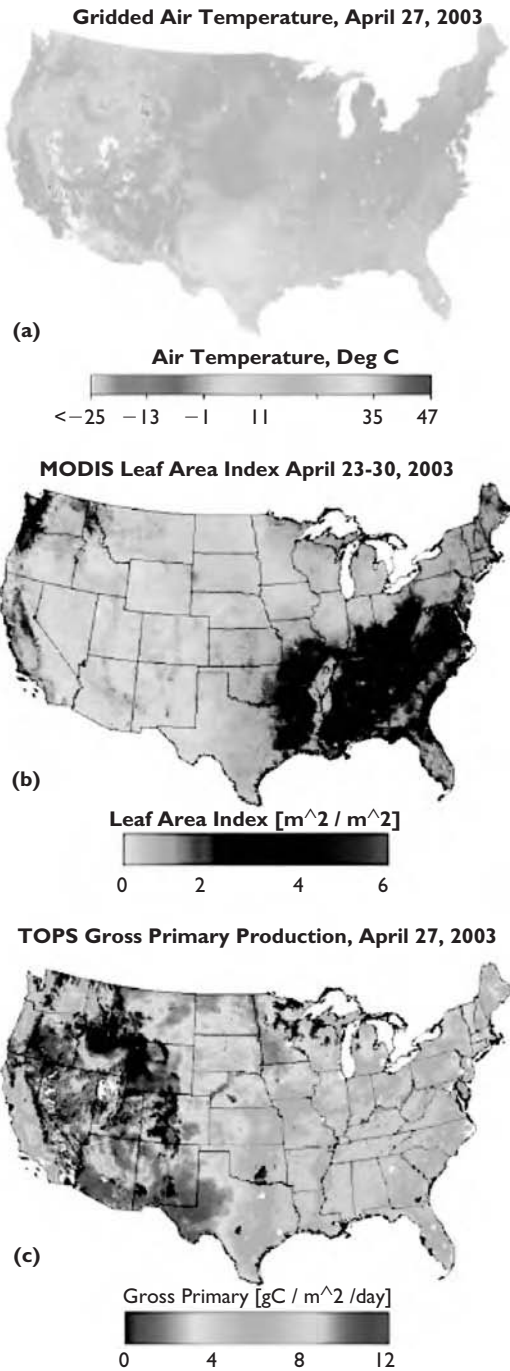 Gridded Air Temperature, April 27, 2003
(a)
Air Temperature, Deg C
<−25 −13 −1 11 35 47
MODIS Leaf Area Index April 23-30, 2003
(b)
Leaf Area Index [m^2 / m^2]
0 2 4 6
TOPS Gross Primary Production, April 27, 2003
(c)
Gross Primary [gC / m^2 /day]
0 4 8 12